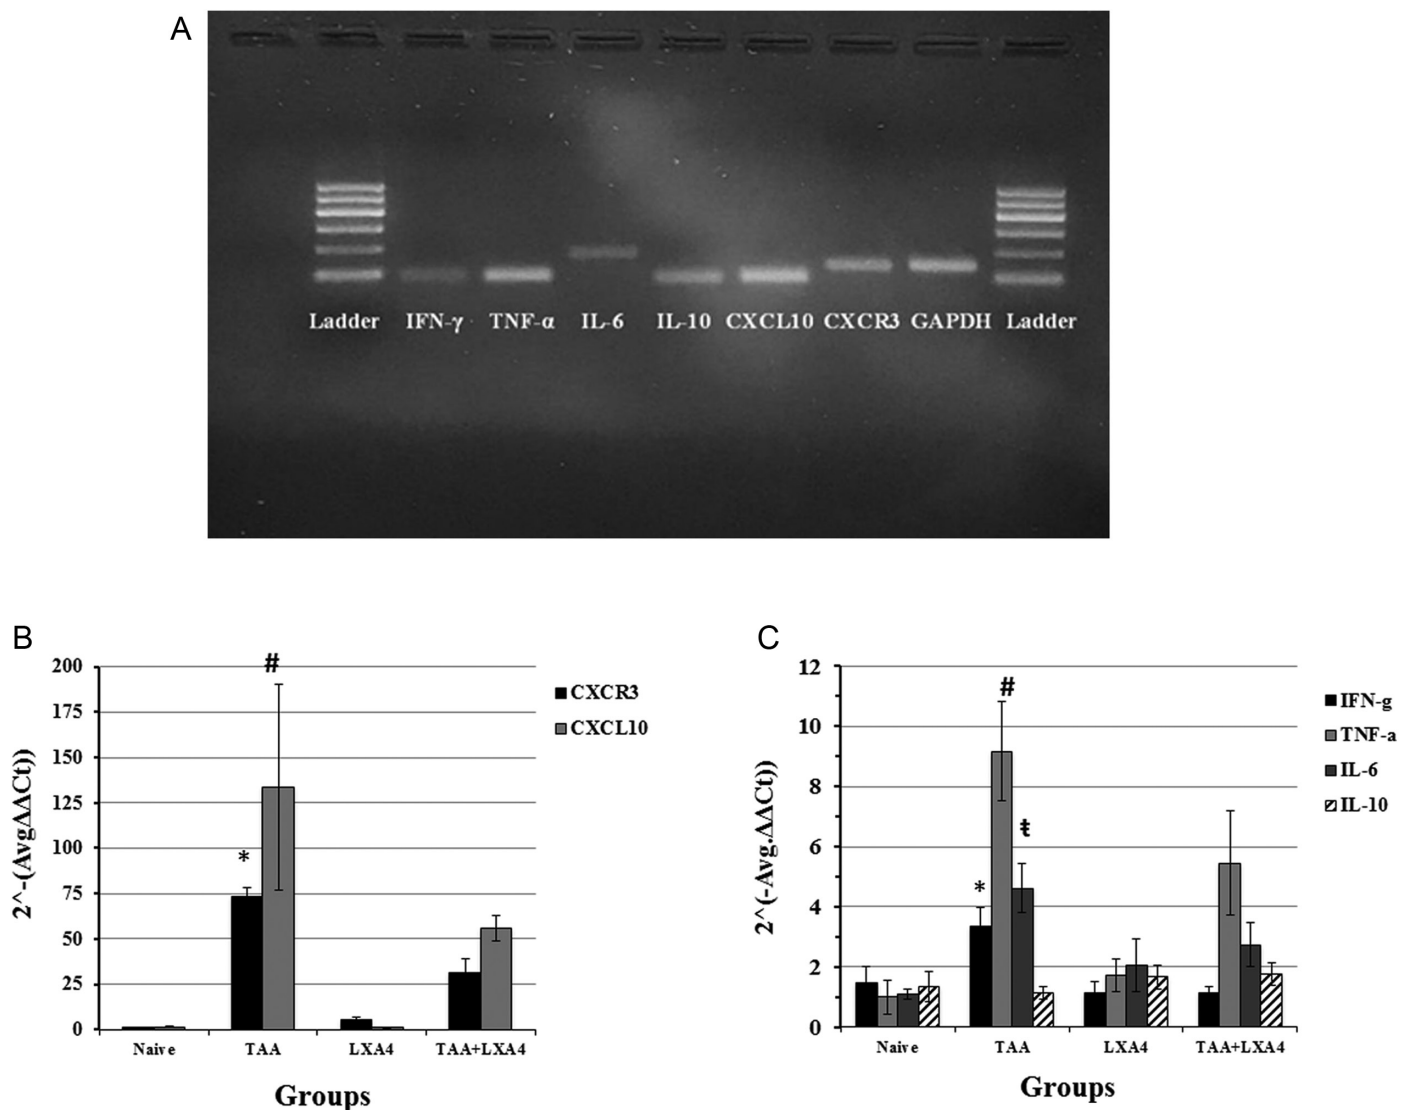 A
Ladder IFN-γ TNF-α IL-6 IL-10 CXCL10 CXCR3 GAPDH Ladder
B
2^-(AvgΔΔCt))
200
175
150
125
100
75
50
25
0
#
*
CXCR3
CXCL10
Naive TAA LXA4 TAA+LXA4
Groups
C
2^(-Avg.ΔΔCt))
12
10
8
6
4
2
0
#
*
ŧ
IFN-g
TNF-a
IL-6
IL-10
Naive TAA LXA4 TAA+LXA4
Groups